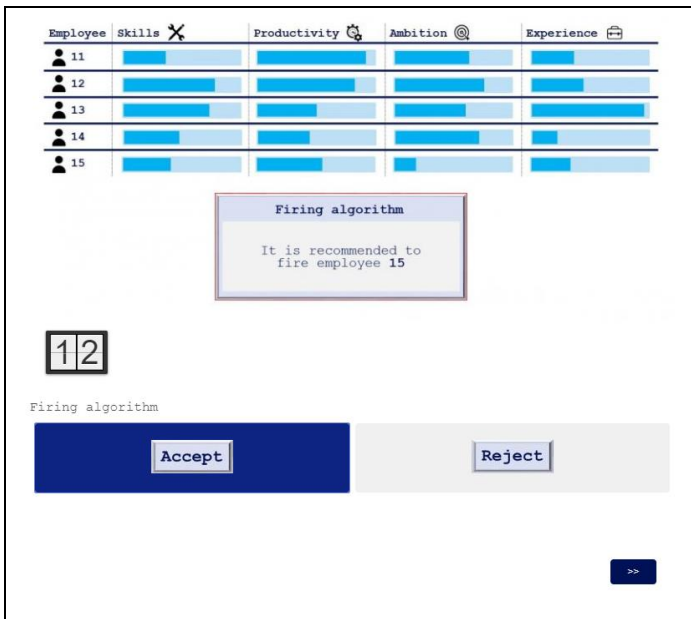 Employee Skills Productivity Ambition Experience
11
12
13
14
15
Firing algorithm
It is recommended to
fire employee 15
12
Firing algorithm
Accept Reject
>>